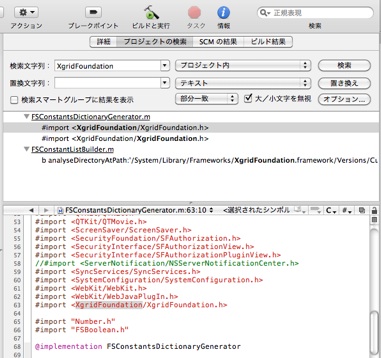 正規表現
アクション ブレークポイント ビルドと実行 タスク 情報 検索
詳細 プロジェクトの検索 SCM の結果 ビルド結果
検索文字列： XgridFoundation プロジェクト内 検索
置換文字列： テキスト 置き換え
検索スマートグループに結果を表示 部分一致 大／小文字を無視 オプション...
FSConstantsDictionaryGenerator.m
#import <XgridFoundation/XgridFoundation.h>
#import <XgridFoundation/XgridFoundation.h>
FSConstantListBuilder.m
b analyseDirectoryAtPath:'/System/Library/Frameworks/XgridFoundation.framework/Versions/Cu
FSConstantsDictionaryGenerator.m:63:10 <選択されたシンボル C #
53 #import <QTKit/QTMovie.h>
54 #import <ScreenSaver/ScreenSaver.h>
55 #import <SecurityFoundation/SFAuthorization.h>
56 #import <SecurityInterface/SFAuthorizationView.h>
57 #import <SecurityInterface/SFAuthorizationPluginView.h>
58 //#import <ServerNotification/NSServerNotificationCenter.h>
59 #import <SyncServices/SyncServices.h>
60 #import <SystemConfiguration/SystemConfiguration.h>
61 #import <WebKit/WebKit.h>
62 #import <WebKit/WebJavaPlugIn.h>
63 #import <XgridFoundation/XgridFoundation.h>
64
65 #import "Number.h"
66 #import "FSBoolean.h"
67
68 @implementation FSConstantsDictionaryGenerator